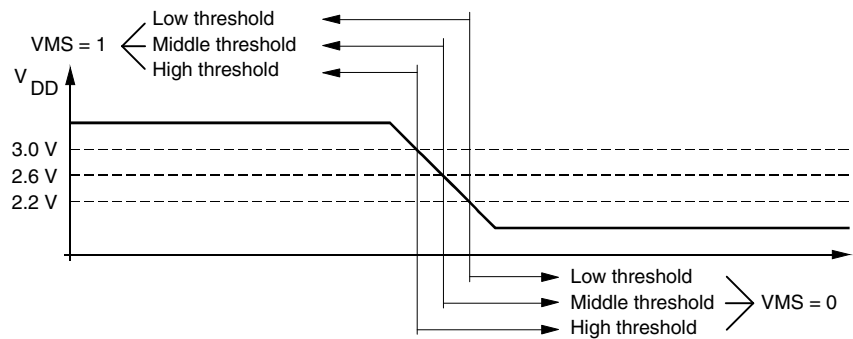 Low threshold
VMS = 1 Middle threshold
High threshold
VDD
3.0 V
2.6 V
2.2 V
Low threshold
Middle threshold VMS = 0
High threshold